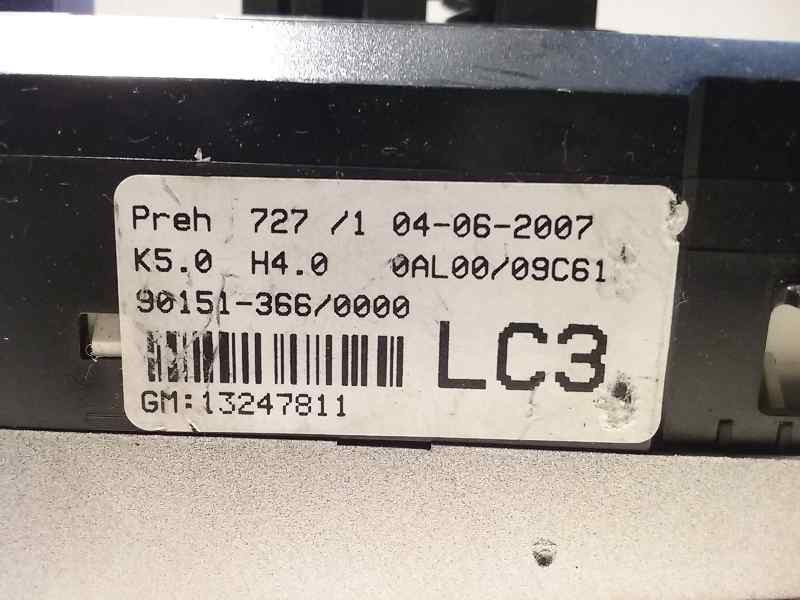 Preh 727 /1 04-06-2007
K5.0 H4.0 0AL00/09C61
90151-366/0000
LC3
GM:13247811